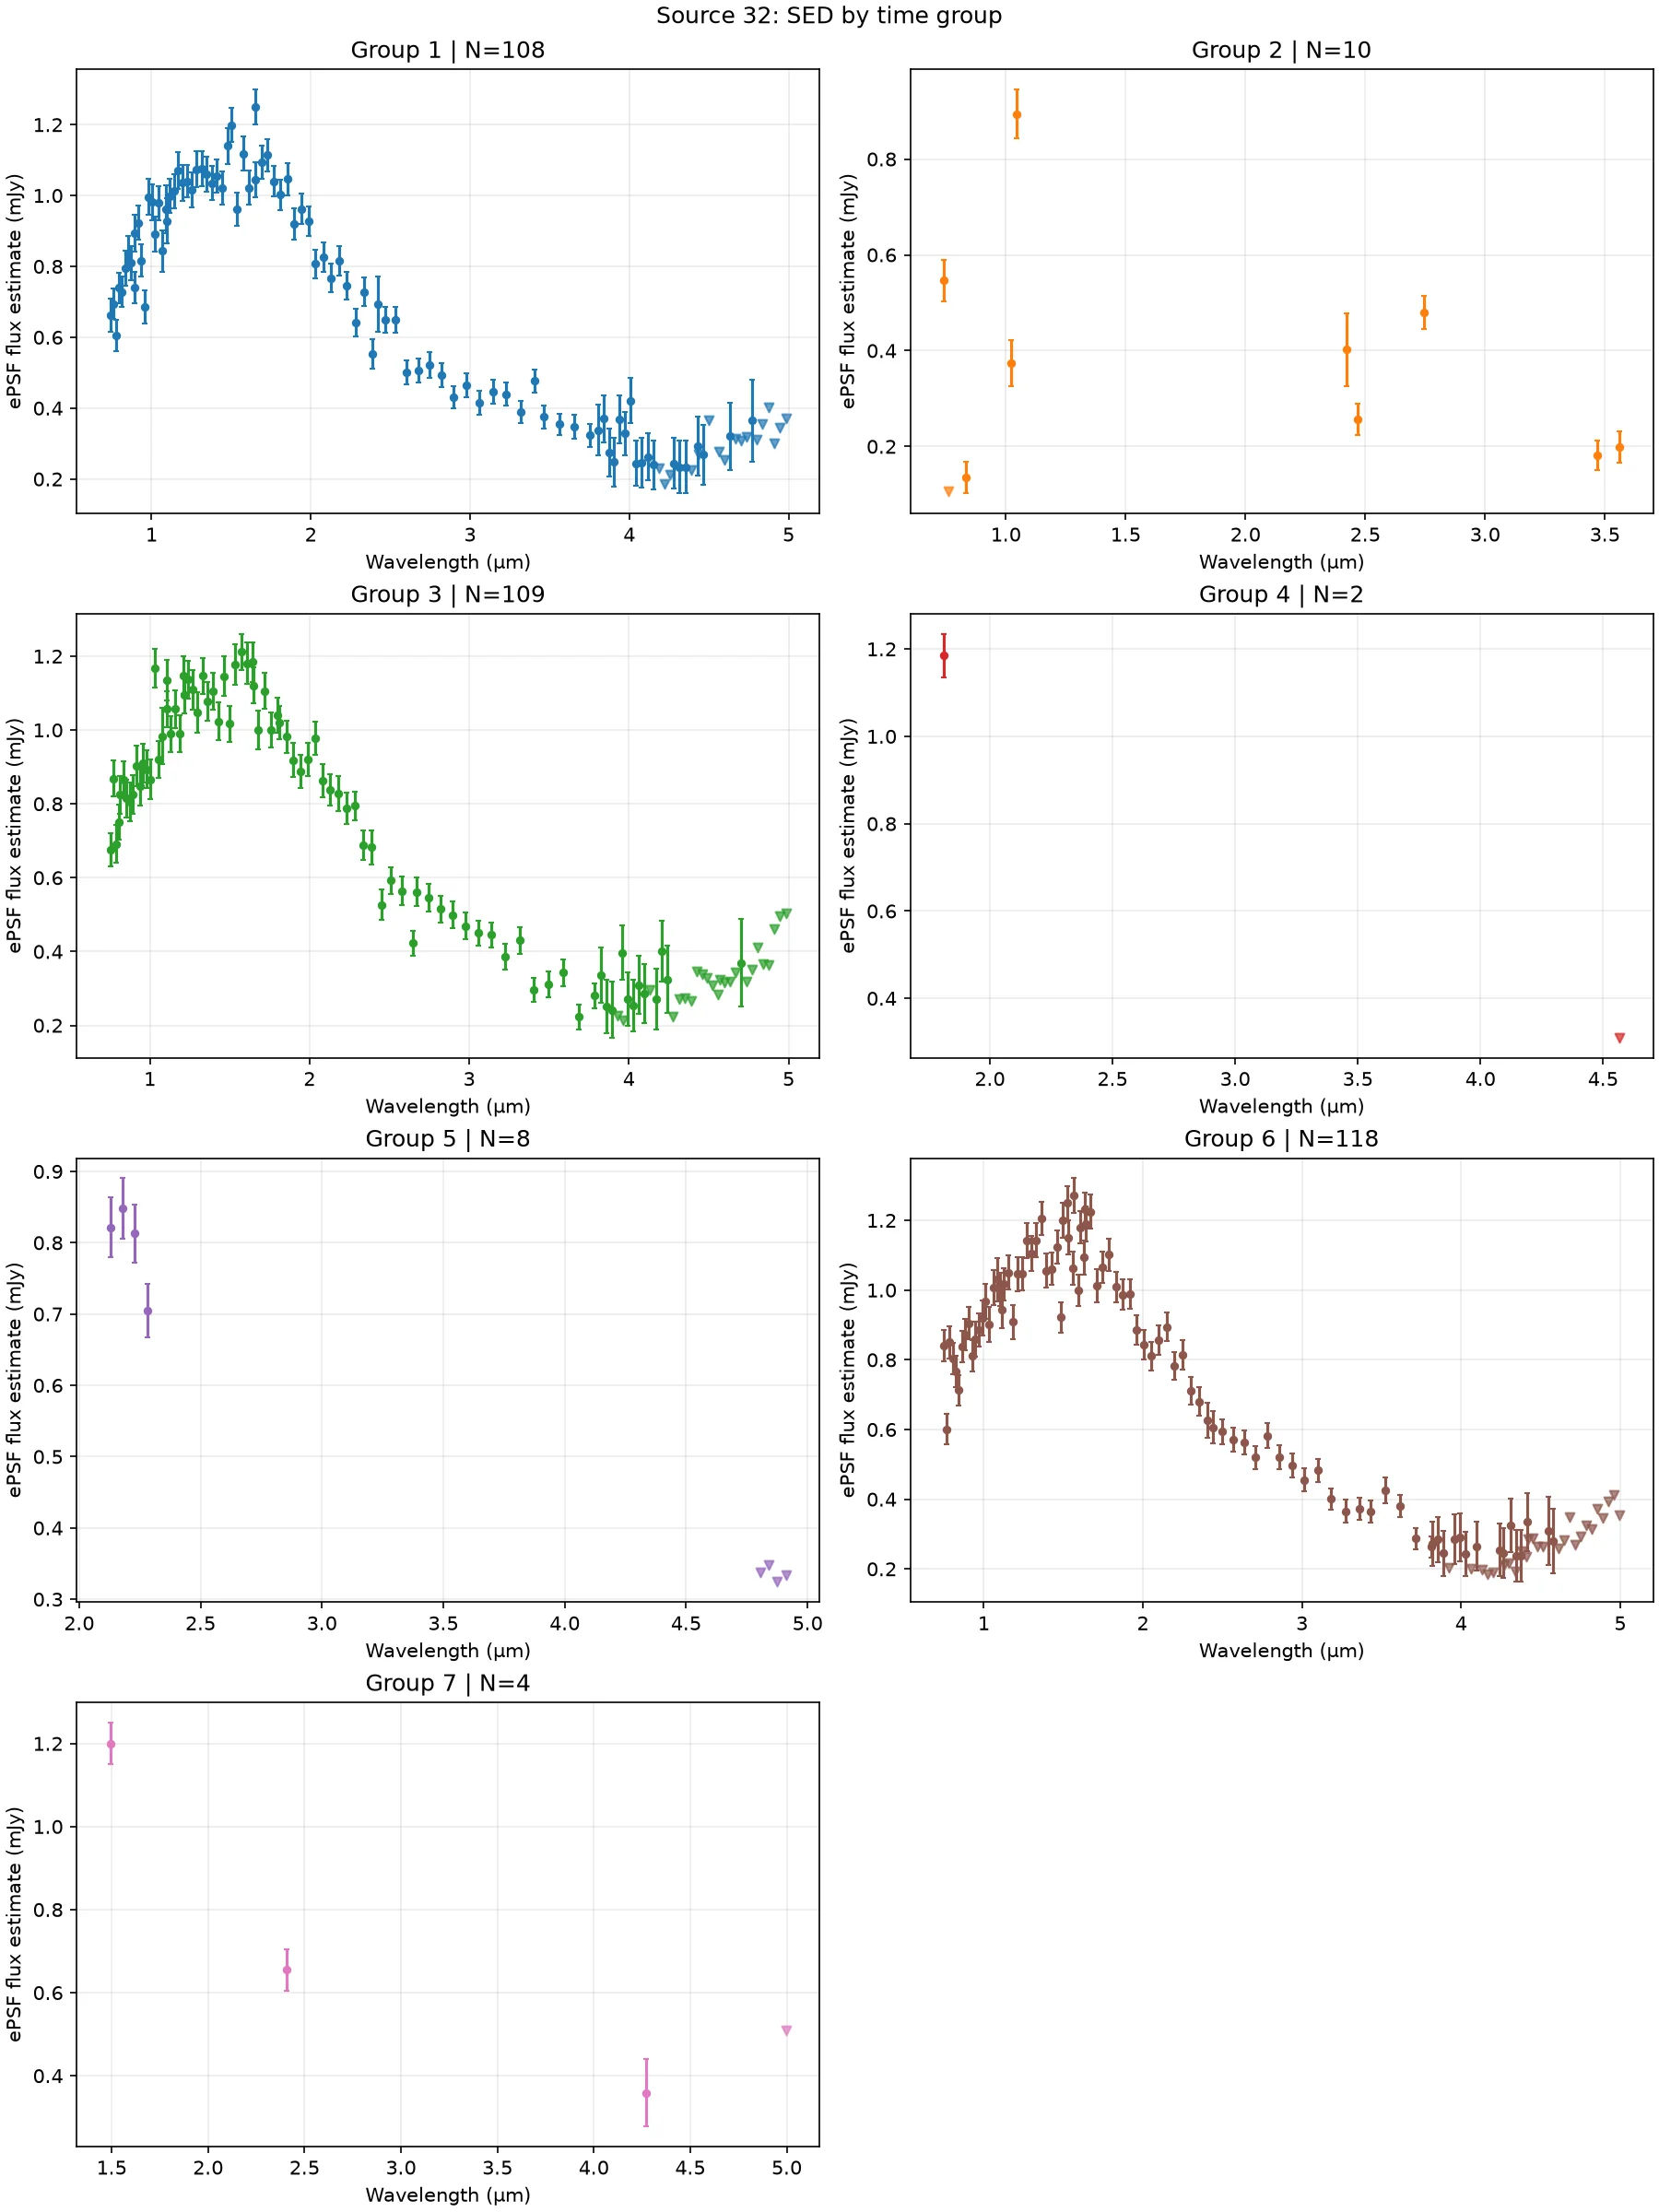 Source 32: SED by time group
Group 1 | N=108
ePSF flux estimate (mJy)
1.2
1.0
0.8
0.6
0.4
0.2
1 2 3 4 5
Wavelength (μm)
Group 2 | N=10
ePSF flux estimate (mJy)
0.8
0.6
0.4
0.2
1.0 1.5 2.0 2.5 3.0 3.5
Wavelength (μm)
Group 3 | N=109
ePSF flux estimate (mJy)
1.2
1.0
0.8
0.6
0.4
0.2
1 2 3 4 5
Wavelength (μm)
Group 4 | N=2
ePSF flux estimate (mJy)
1.2
1.0
0.8
0.6
0.4
2.0 2.5 3.0 3.5 4.0 4.5
Wavelength (μm)
Group 5 | N=8
ePSF flux estimate (mJy)
0.9
0.8
0.7
0.6
0.5
0.4
0.3
2.0 2.5 3.0 3.5 4.0 4.5 5.0
Wavelength (μm)
Group 6 | N=118
ePSF flux estimate (mJy)
1.2
1.0
0.8
0.6
0.4
0.2
1 2 3 4 5
Wavelength (μm)
Group 7 | N=4
ePSF flux estimate (mJy)
1.2
1.0
0.8
0.6
0.4
1.5 2.0 2.5 3.0 3.5 4.0 4.5 5.0
Wavelength (μm)